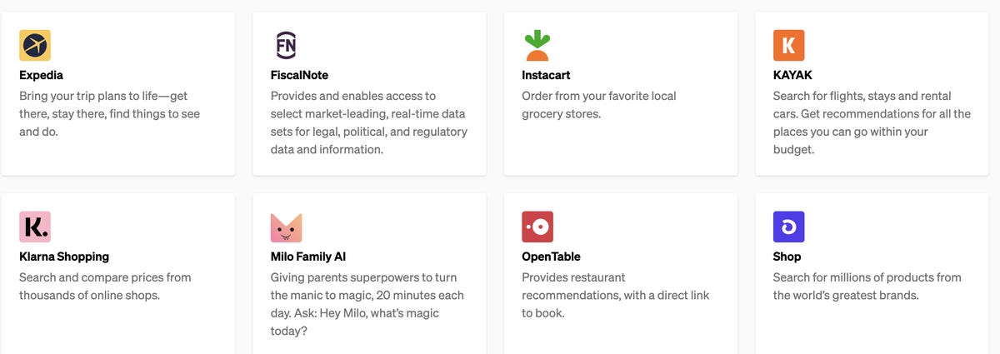 FN
K
Expedia
Bring your trip plans to life—get
there, stay there, find things to see
and do.
FiscalNote
Provides and enables access to
select market-leading, real-time data
sets for legal, political, and regulatory
data and information.
Instacart
Order from your favorite local
grocery stores.
KAYAK
Search for flights, stays and rental
cars. Get recommendations for all the
places you can go within your
budget.
K.
Klarna Shopping
Search and compare prices from
thousands of online shops.
Milo Family AI
Giving parents superpowers to turn
the manic to magic, 20 minutes each
day. Ask: Hey Milo, what's magic
today?
OpenTable
Provides restaurant
recommendations, with a direct link
to book.
Shop
Search for millions of products from
the world's greatest brands.